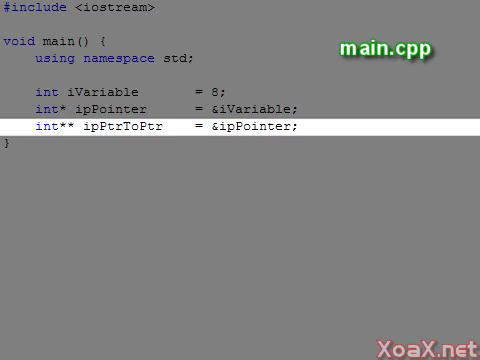 #include <iostream>
void main() {
main.cpp
    using namespace std;
    int iVariable       = 8;
    int* ipPointer      = &iVariable;
    int** ipPtrToPtr    = &ipPointer;
}
XoaX.net